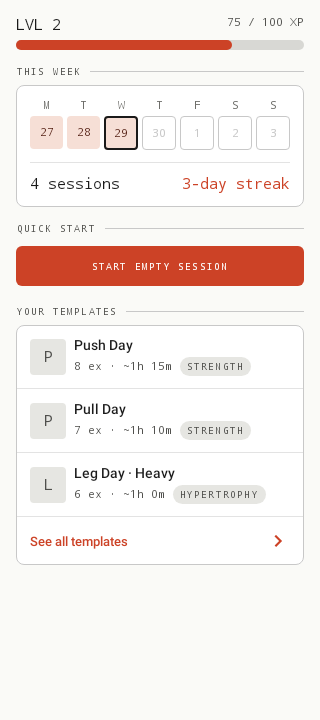 LVL 2
75 / 100 XP
THIS WEEK
M T W T F S S
27 28 29 30 1 2 3
4 sessions
3-day streak
QUICK START
START EMPTY SESSION
YOUR TEMPLATES
P
Push Day
8 ex · ~1h 15m STRENGTH
P
Pull Day
7 ex · ~1h 10m STRENGTH
L
Leg Day · Heavy
6 ex · ~1h 0m HYPERTROPHY
See all templates